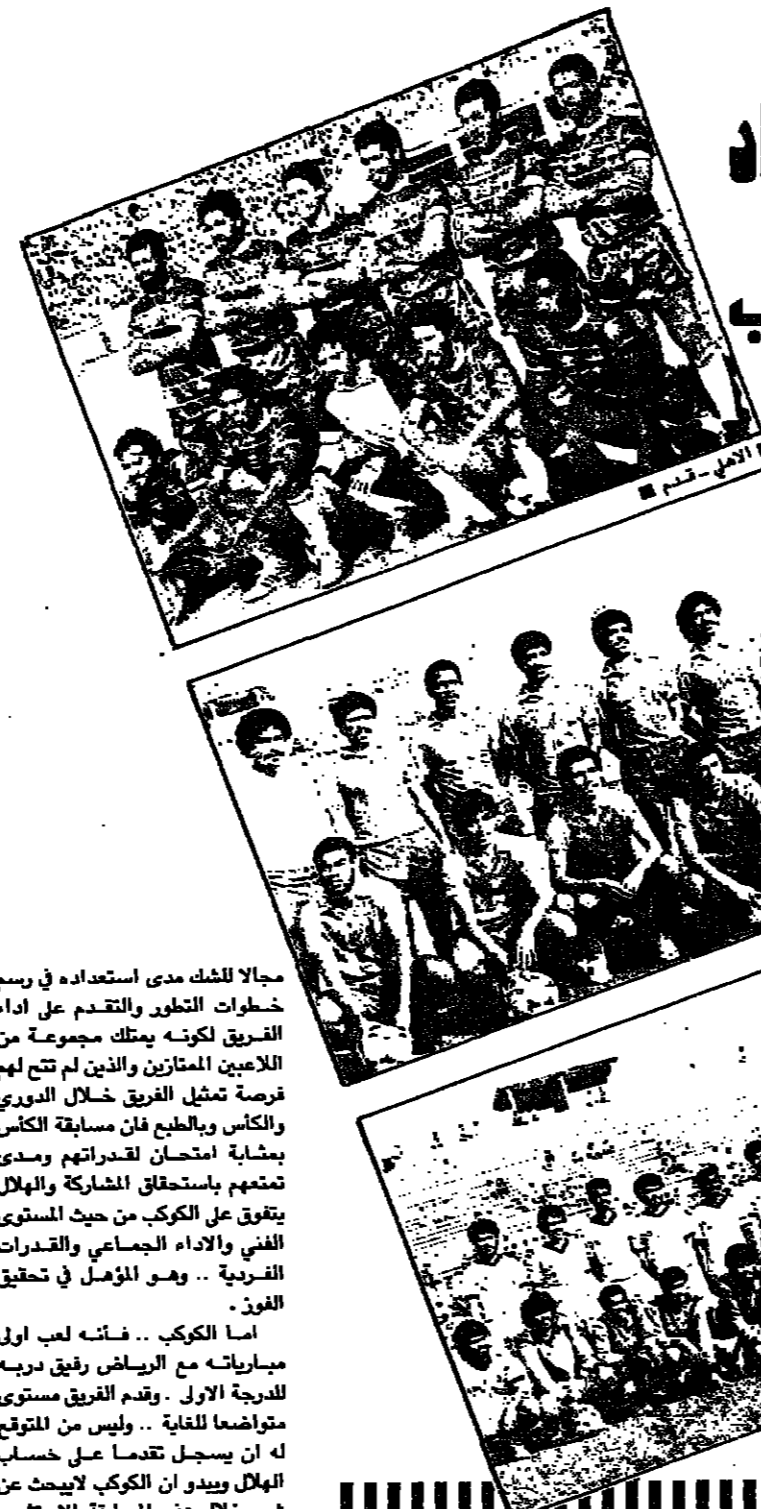 ■ الاهلي - قدم ■
مجالا للشك مدى استعداده في رسم
خطوات التطور والتقدم على اداء
الفريق لكونه يمتلك مجموعة من
اللاعبين الممتازين والذين لم تتح لهم
فرصة تمثيل الفريق خلال الدوري
والكأس وبالطبع فان مسابقة الكأس
بمثابة امتحان لقدراتهم ومدى
تمتعهم باستحقاق المشاركة والهلال
يتفوق على الكوكب من حيث المستوى
الفني والاداء الجماعي والقدرات
الفردية .. وهو المؤهل في تحقيق
الفوز .
اما الكوكب .. فأنه لعب اولى
مبارياته مع الرياض رفيق دربه
للدرجة الاولى . وقدم الفريق مستوى
متواضعا للغاية .. وليس من المتوقع
له ان يسجل تقدما على خساب
الهلال ويبدو ان الكوكب لايبحث عن